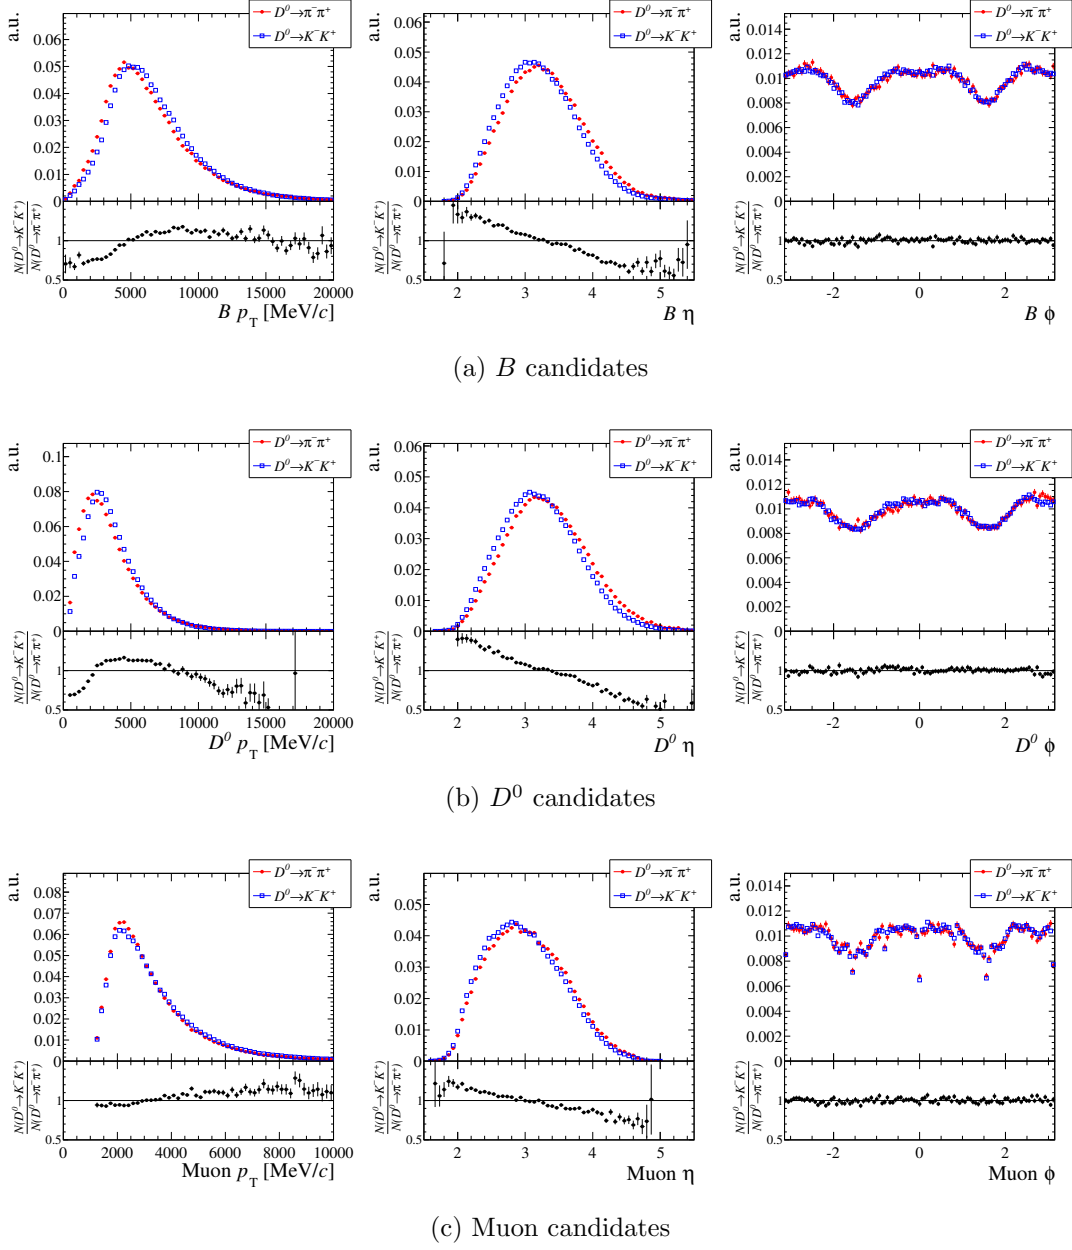 a.u.
D⁰→π⁻π⁺
D⁰→K⁻K⁺
0.06
0.05
0.04
0.03
0.02
0.01
0
N(D⁰→K⁻K⁺)
N(D⁰→π⁻π⁺)
1
0.5
0 5000 10000 15000 20000
B p_T [MeV/c]
a.u.
D⁰→π⁻π⁺
D⁰→K⁻K⁺
0.06
0.05
0.04
0.03
0.02
0.01
0
N(D⁰→K⁻K⁺)
N(D⁰→π⁻π⁺)
1
0.5
2 3 4 5
B η
a.u.
D⁰→π⁻π⁺
D⁰→K⁻K⁺
0.014
0.012
0.01
0.008
0.006
0.004
0.002
0
N(D⁰→K⁻K⁺)
N(D⁰→π⁻π⁺)
1
0.5
-2 0 2
B ϕ
(a) B candidates
a.u.
D⁰→π⁻π⁺
D⁰→K⁻K⁺
0.1
0.08
0.06
0.04
0.02
0
N(D⁰→K⁻K⁺)
N(D⁰→π⁻π⁺)
1
0.5
0 5000 10000 15000 20000
D⁰ p_T [MeV/c]
a.u.
D⁰→π⁻π⁺
D⁰→K⁻K⁺
0.06
0.05
0.04
0.03
0.02
0.01
0
N(D⁰→K⁻K⁺)
N(D⁰→π⁻π⁺)
1
0.5
2 3 4 5
D⁰ η
a.u.
D⁰→π⁻π⁺
D⁰→K⁻K⁺
0.014
0.012
0.01
0.008
0.006
0.004
0.002
0
N(D⁰→K⁻K⁺)
N(D⁰→π⁻π⁺)
1
0.5
-2 0 2
D⁰ ϕ
(b) D⁰ candidates
a.u.
D⁰→π⁻π⁺
D⁰→K⁻K⁺
0.08
0.07
0.06
0.05
0.04
0.03
0.02
0.01
0
N(D⁰→K⁻K⁺)
N(D⁰→π⁻π⁺)
1
0.5
0 2000 4000 6000 8000 10000
Muon p_T [MeV/c]
a.u.
D⁰→π⁻π⁺
D⁰→K⁻K⁺
0.05
0.04
0.03
0.02
0.01
0
N(D⁰→K⁻K⁺)
N(D⁰→π⁻π⁺)
1
0.5
2 3 4 5
Muon η
a.u.
D⁰→π⁻π⁺
D⁰→K⁻K⁺
0.014
0.012
0.01
0.008
0.006
0.004
0.002
0
N(D⁰→K⁻K⁺)
N(D⁰→π⁻π⁺)
1
0.5
-2 0 2
Muon ϕ
(c) Muon candidates